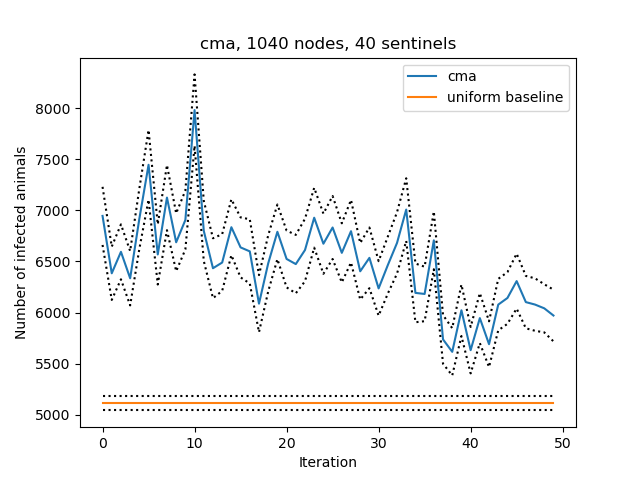 cma, 1040 nodes, 40 sentinels
cma
uniform baseline
Number of infected animals
8000
7500
7000
6500
6000
5500
5000
0 10 20 30 40 50
Iteration